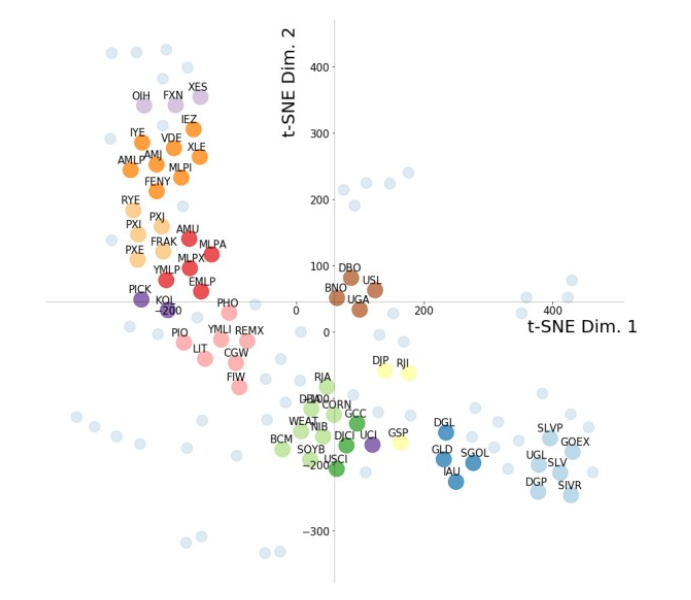 t-SNE Dim. 2
400
XES
OIH FXN
IEZ
300
IYE VDE
XLE
AMJ
AMLP MLPI
FENY
RYE 200
PXJ
PXI AMU
FRAK MLPA
PXE MLPX
YMLP 100 DBO
EMLP USL
PICK BNO
KOL UGA
PHO
-200 0 200 400
t-SNE Dim. 1
PIO YMLI REMX 0
LIT CGW
FIW DJP RJI
RJA
CORN
GCC
WEAT NIB DGL
BCM DJCI UCI GSP SLVP
SOYB GOEX
USCI GLD SGOL UGL SLV
−200 IAU
DGP SIVR
−300